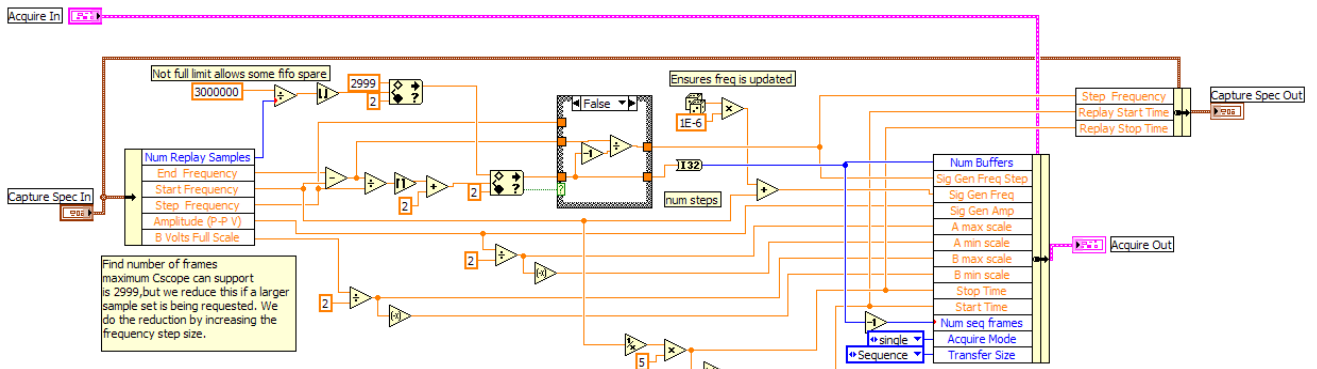 Acquire In
Not full limit allows some fifo spare
3000000
2999
2
False
Ensures freq is updated
1E-6
Step Frequency
Replay Start Time
Replay Stop Time
Capture Spec Out
Capture Spec In
Num Replay Samples
End Frequency
Start Frequency
Step Frequency
Amplitude (P-P V)
B Volts Full Scale
2
2
-1
I32
num steps
Num Buffers
Sig Gen Freq Step
Sig Gen Freq
Sig Gen Amp
A max scale
A min scale
B max scale
B min scale
Stop Time
Start Time
Num seq frames
Acquire Mode
Transfer Size
Acquire Out
Find number of frames
maximum Cscope can support
is 2999,but we reduce this if a larger
sample set is being requested. We
do the reduction by increasing the
frequency step size.
2
2
-1
single
Sequence
5